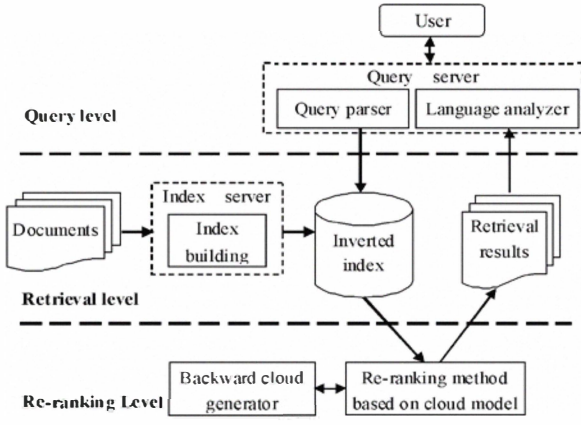 User
Query server
Query parser
Language analyzer
Query level
Documents
Index server
Index
building
Inverted
index
Retrieval
results
Retrieval level
Backward cloud
generator
Re-ranking method
based on cloud model
Re-ranking Level